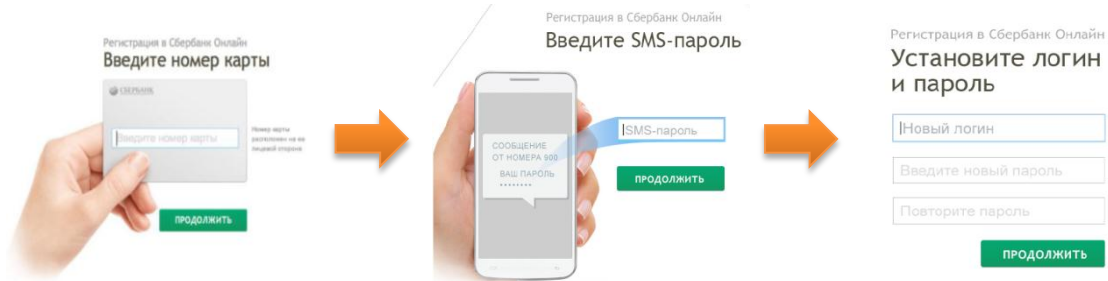 Регистрация в Сбербанк Онлайн
Введите номер карты
СБЕРБАНК
Введите номер карты
Номер карты
расположен на ее
лицевой стороне
ПРОДОЛЖИТЬ
Регистрация в Сбербанк Онлайн
Введите SMS-пароль
SMS-пароль
СООБЩЕНИЕ
ОТ НОМЕРА 900
ВАШ ПАРОЛЬ
********
ПРОДОЛЖИТЬ
Регистрация в Сбербанк Онлайн
Установите логин
и пароль
Новый логин
Введите новый пароль
Повторите пароль
ПРОДОЛЖИТЬ